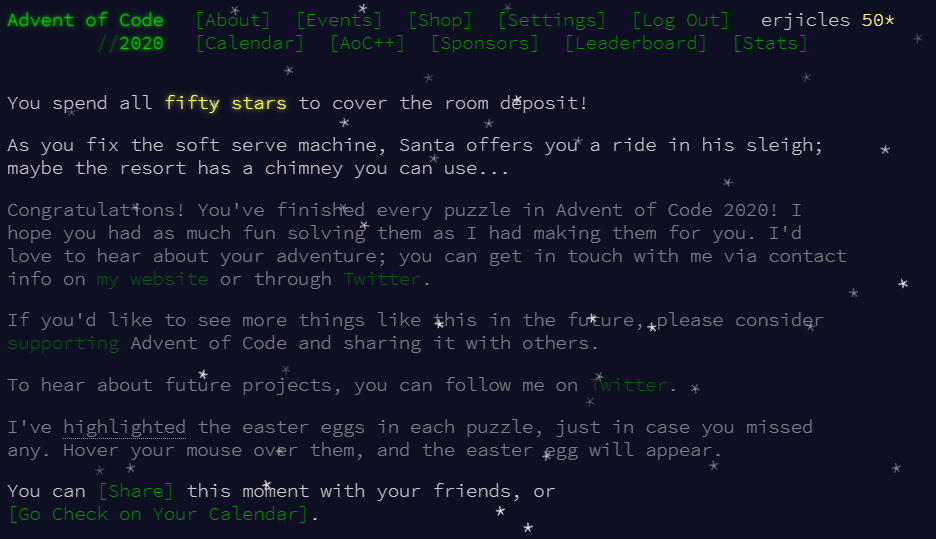 Advent of Code [About] [Events] [Shop] [Settings] [Log Out] erjicles 50*
//2020 [Calendar] [AoC++] [Sponsors] [Leaderboard] [Stats]
You spend all fifty stars to cover the room deposit!
As you fix the soft serve machine, Santa offers you a ride in his sleigh;
maybe the resort has a chimney you can use...
Congratulations! You've finished every puzzle in Advent of Code 2020! I
hope you had as much fun solving them as I had making them for you. I'd
love to hear about your adventure; you can get in touch with me via contact
info on my website or through Twitter.
If you'd like to see more things like this in the future, please consider
supporting Advent of Code and sharing it with others.
To hear about future projects, you can follow me on Twitter.
I've highlighted the easter eggs in each puzzle, just in case you missed
any. Hover your mouse over them, and the easter egg will appear.
You can [Share] this moment with your friends, or
[Go Check on Your Calendar].